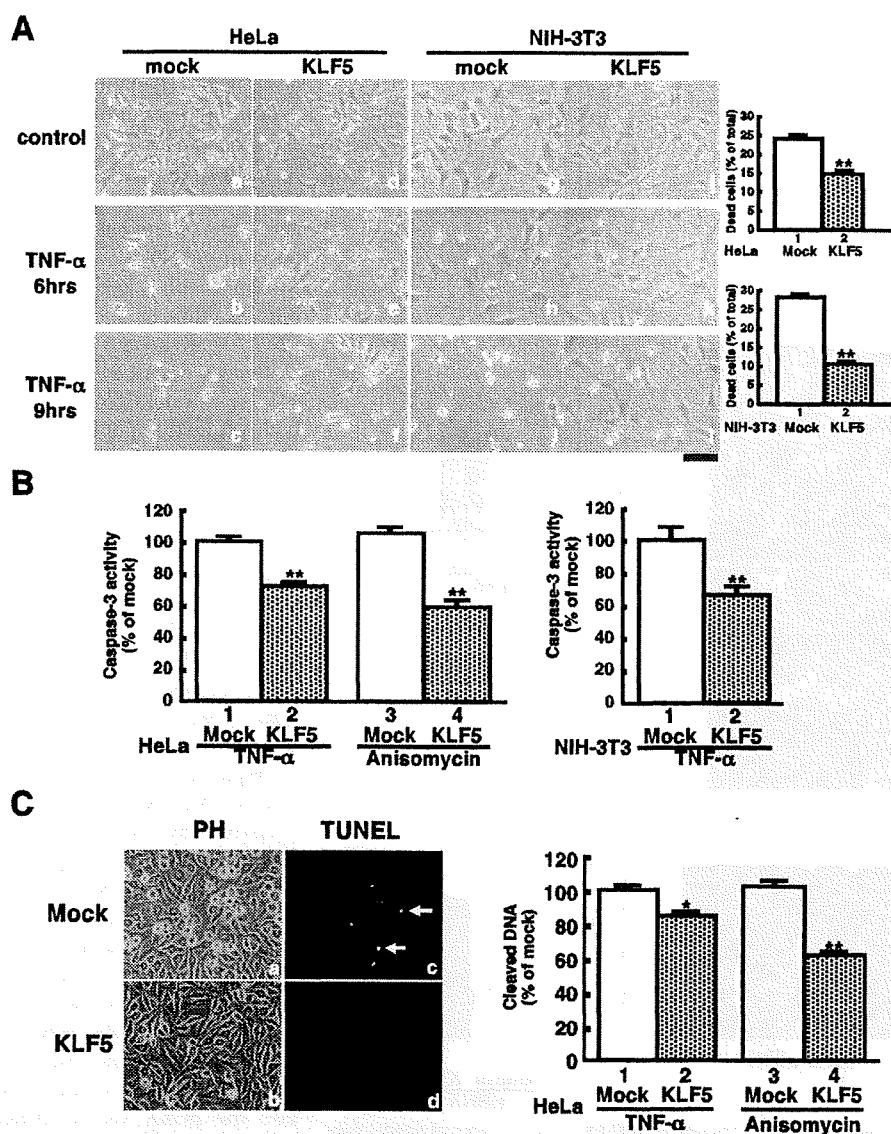 A
HeLa
NIH-3T3
mock
KLF5
mock
KLF5
control
a
d
TNF-α
6hrs
b
e
h
TNF-α
9hrs
c
f
i
Dead cells (% of total)
30
25
20
15
10
5
0
**
1
2
HeLa
Mock
KLF5
Dead cells (% of total)
30
25
20
15
10
5
0
**
1
2
NIH-3T3
Mock
KLF5
B
Caspase-3 activity
(% of mock)
120
100
80
60
40
20
0
**
**
1
2
3
4
Mock KLF5
Mock KLF5
HeLa
TNF-α
Anisomycin
Caspase-3 activity
(% of mock)
120
100
80
60
40
20
0
**
1
2
Mock KLF5
NIH-3T3
TNF-α
C
PH
TUNEL
Mock
a
c
KLF5
b
d
Cleaved DNA
(% of mock)
120
100
80
60
40
20
0
*
**
1
2
3
4
Mock KLF5
Mock KLF5
HeLa
TNF-α
Anisomycin